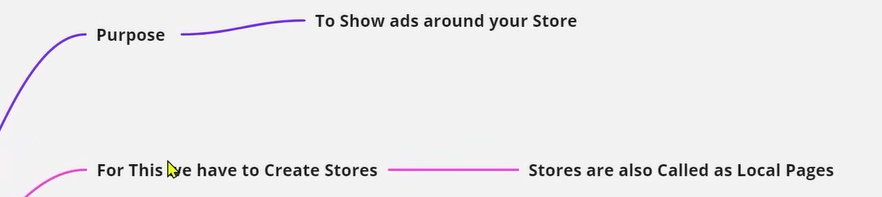 To Show ads around your Store
Purpose
For This we have to Create Stores
Stores are also Called as Local Pages